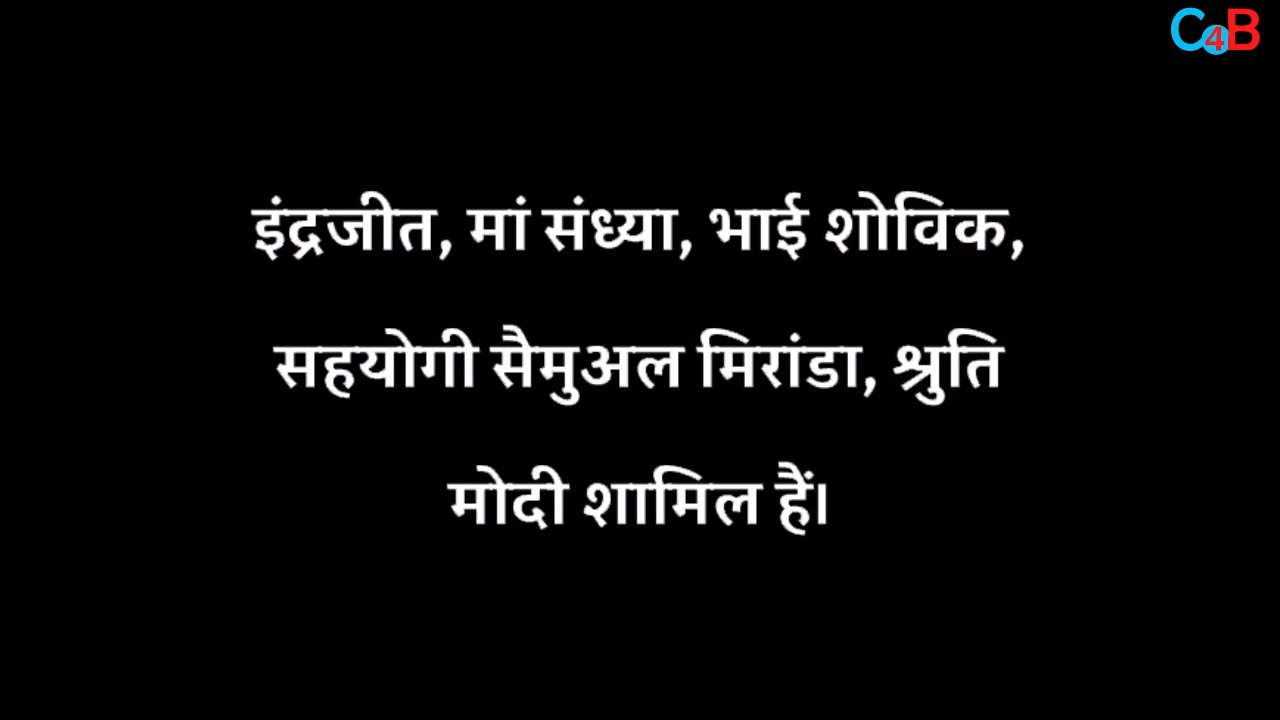 C4B
इंद्रजीत, मां संध्या, भाई शोविक,
सहयोगी सैमुअल मिरांडा, श्रुति
मोदी शामिल हैं।